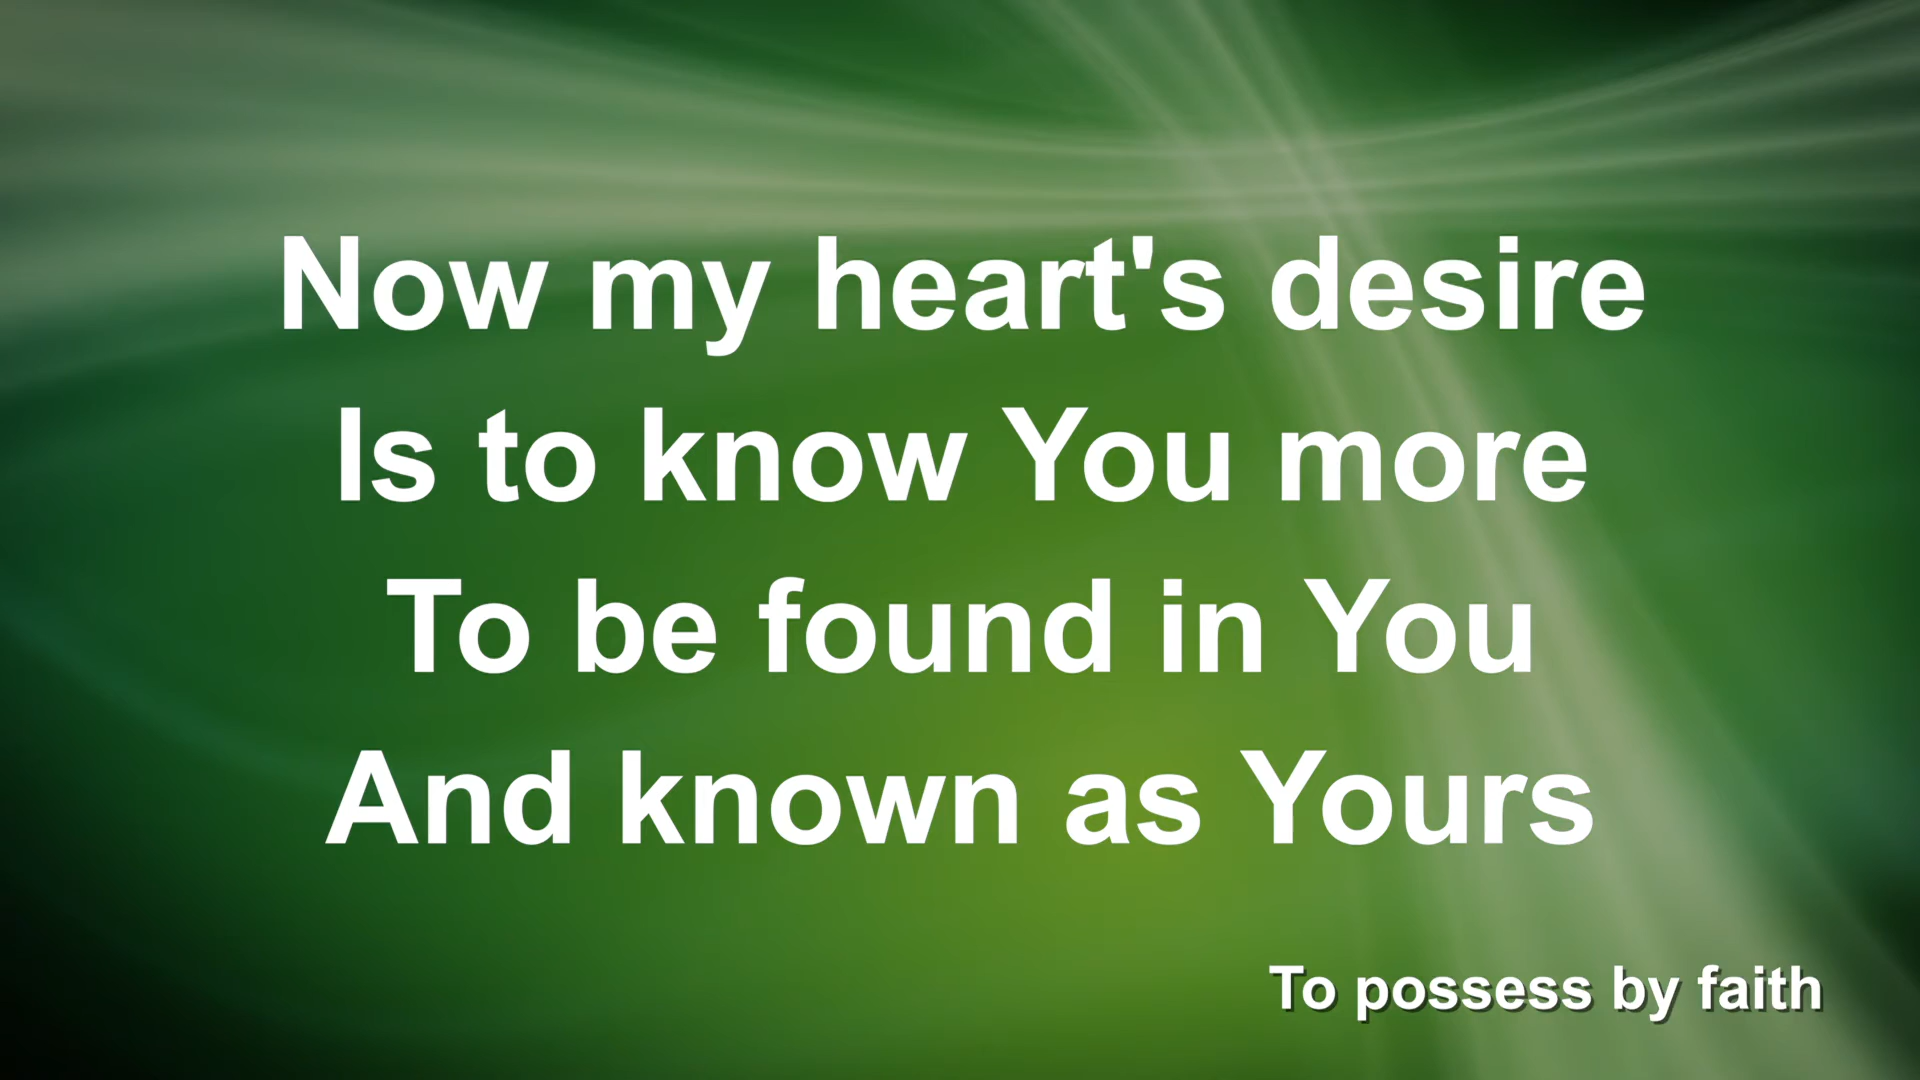 Now my heart's desire
Is to know You more
To be found in You
And known as Yours
To possess by faith